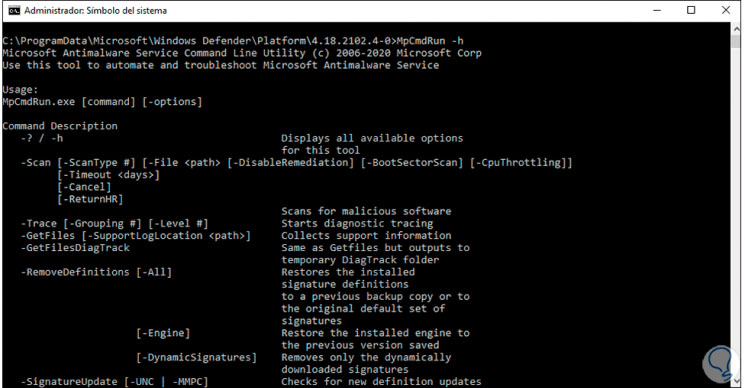 Administrador: Símbolo del sistema
C:\ProgramData\Microsoft\Windows Defender\Platform\4.18.2102.4-0>MpCmdRun -h
Microsoft Antimalware Service Command Line Utility (c) 2006-2020 Microsoft Corp
Use this tool to automate and troubleshoot Microsoft Antimalware Service
Usage:
MpCmdRun.exe [command] [-options]
Command Description
-? / -h Displays all available options
for this tool
-Scan [-ScanType #] [-File <path> [-DisableRemediation] [-BootSectorScan] [-CpuThrottling]]
[-Timeout <days>]
[-Cancel]
[-ReturnHR]
Scans for malicious software
-Trace [-Grouping #] [-Level #] Starts diagnostic tracing
-GetFiles [-SupportLogLocation <path>] Collects support information
-GetFilesDiagTrack Same as Getfiles but outputs to
temporary DiagTrack folder
-RemoveDefinitions [-All] Restores the installed
signature definitions
to a previous backup copy or to
the original default set of
signatures
[-Engine] Restore the installed engine to
the previous version saved
[-DynamicSignatures] Removes only the dynamically
downloaded signatures
-SignatureUpdate [-UNC | -MMPC] Checks for new definition updates